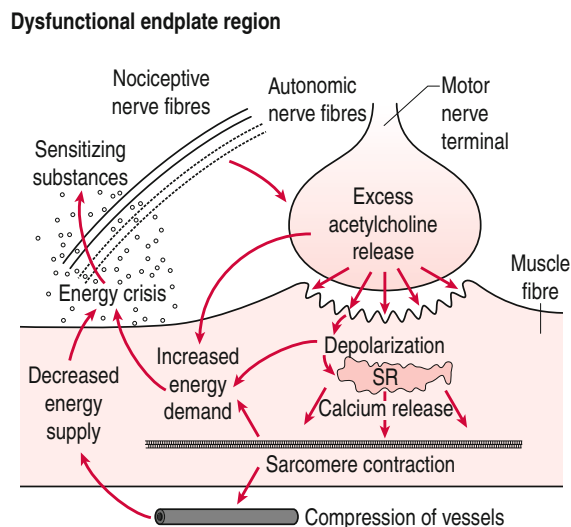 Dysfunctional endplate region
Nociceptive
nerve fibres
Autonomic
nerve fibres
Motor
nerve
terminal
Sensitizing
substances
Excess
acetylcholine
release
Muscle
fibre
Energy crisis
Increased
energy
demand
Depolarization
SR
Calcium release
Decreased
energy
supply
Sarcomere contraction
Compression of vessels